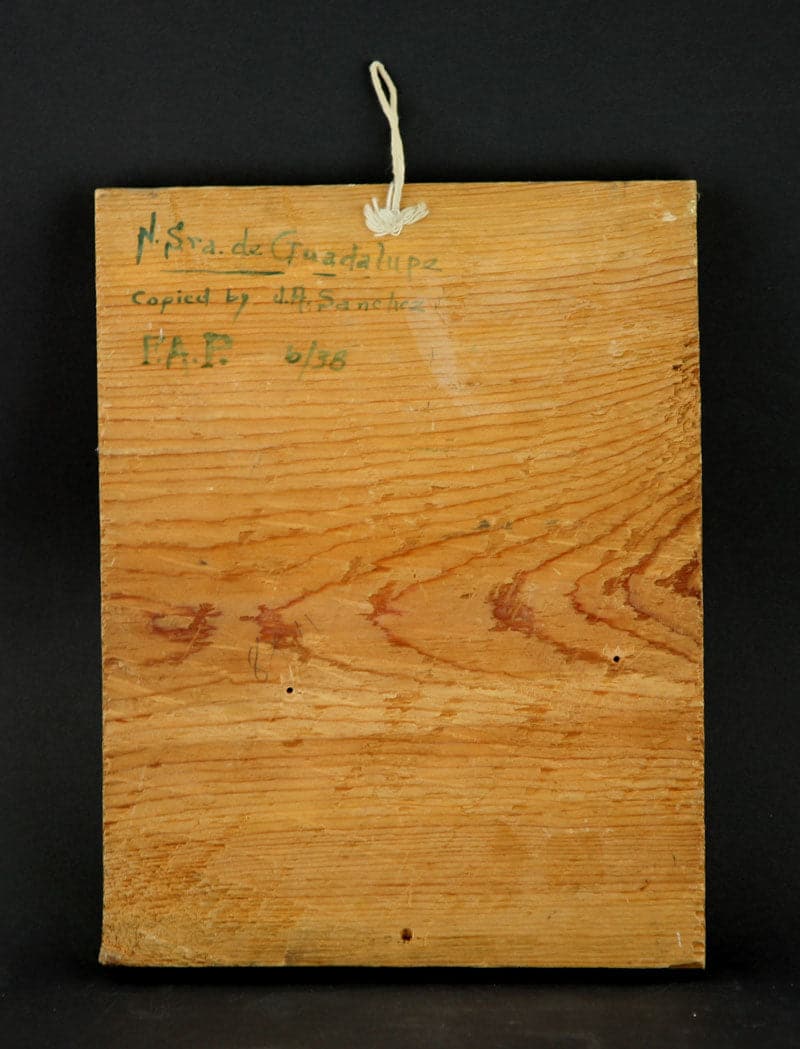 N. Sra. de Guadalupe
Copied by J.A. Sanchez
F.A.P. 6/38